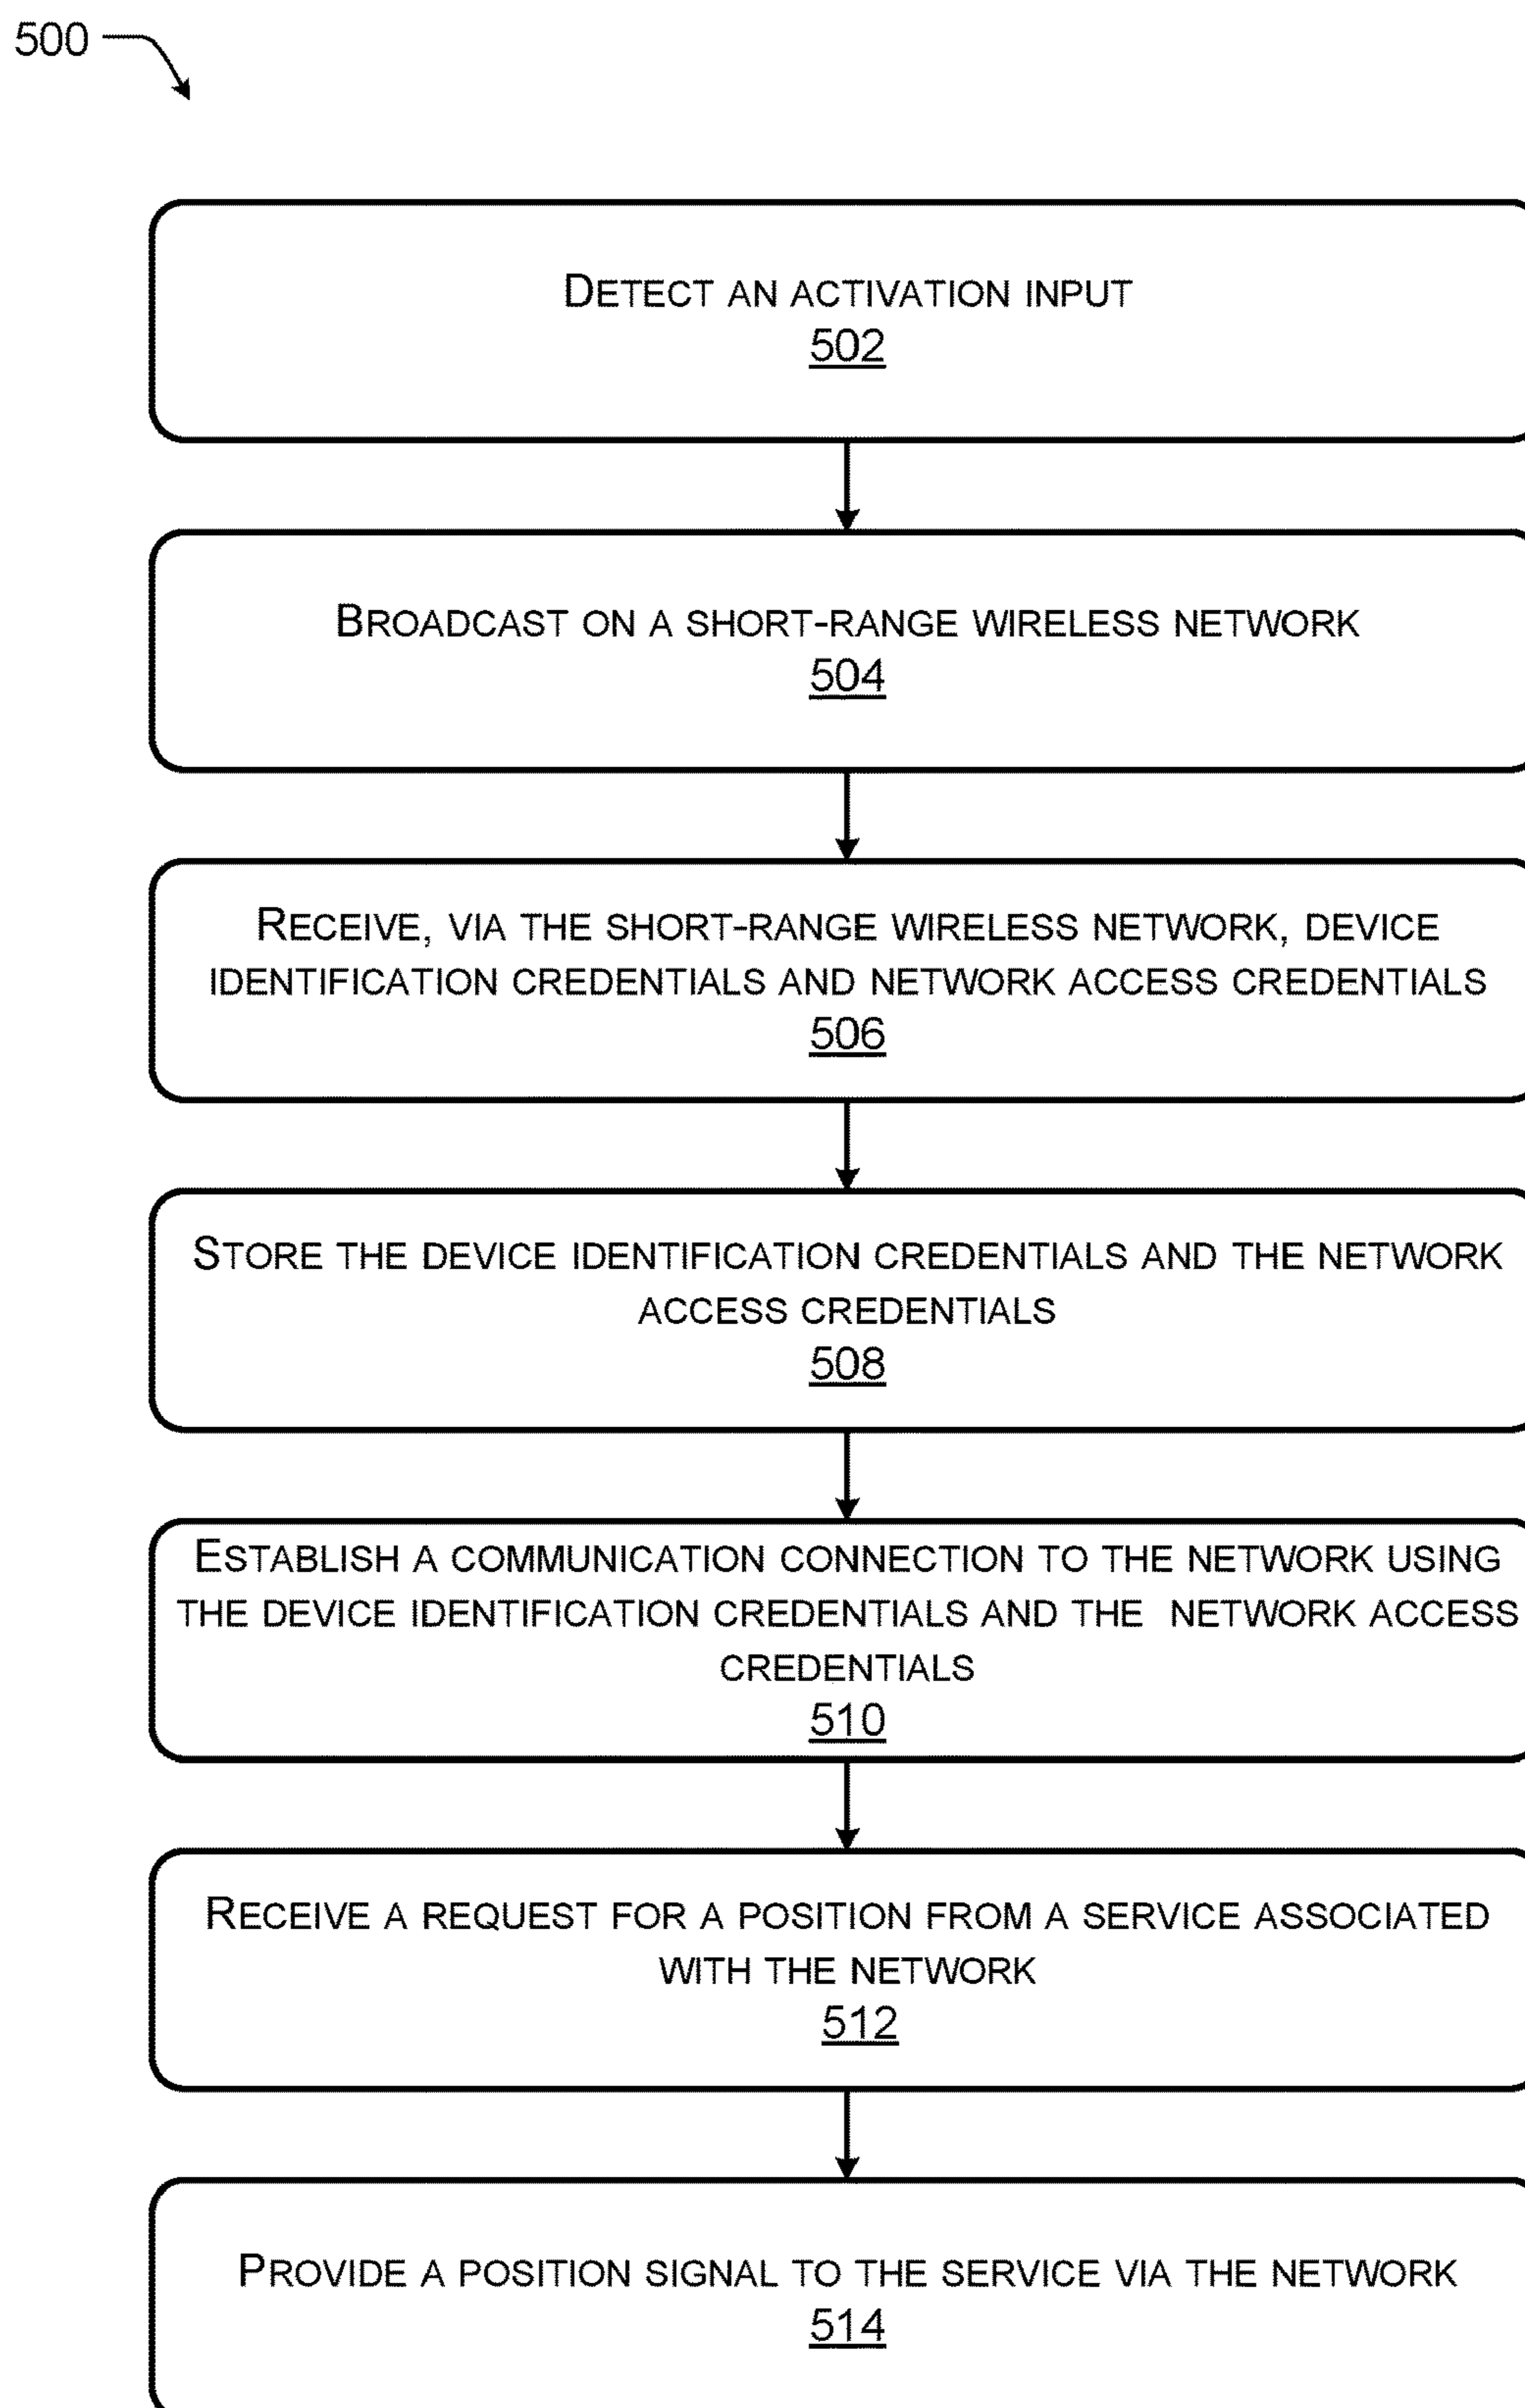 500
DETECT AN ACTIVATION INPUT
502
BROADCAST ON A SHORT-RANGE WIRELESS NETWORK
504
RECEIVE, VIA THE SHORT-RANGE WIRELESS NETWORK, DEVICE
IDENTIFICATION CREDENTIALS AND NETWORK ACCESS CREDENTIALS
506
STORE THE DEVICE IDENTIFICATION CREDENTIALS AND THE NETWORK
ACCESS CREDENTIALS
508
ESTABLISH A COMMUNICATION CONNECTION TO THE NETWORK USING
THE DEVICE IDENTIFICATION CREDENTIALS AND THE NETWORK ACCESS
CREDENTIALS
510
RECEIVE A REQUEST FOR A POSITION FROM A SERVICE ASSOCIATED
WITH THE NETWORK
512
PROVIDE A POSITION SIGNAL TO THE SERVICE VIA THE NETWORK
514